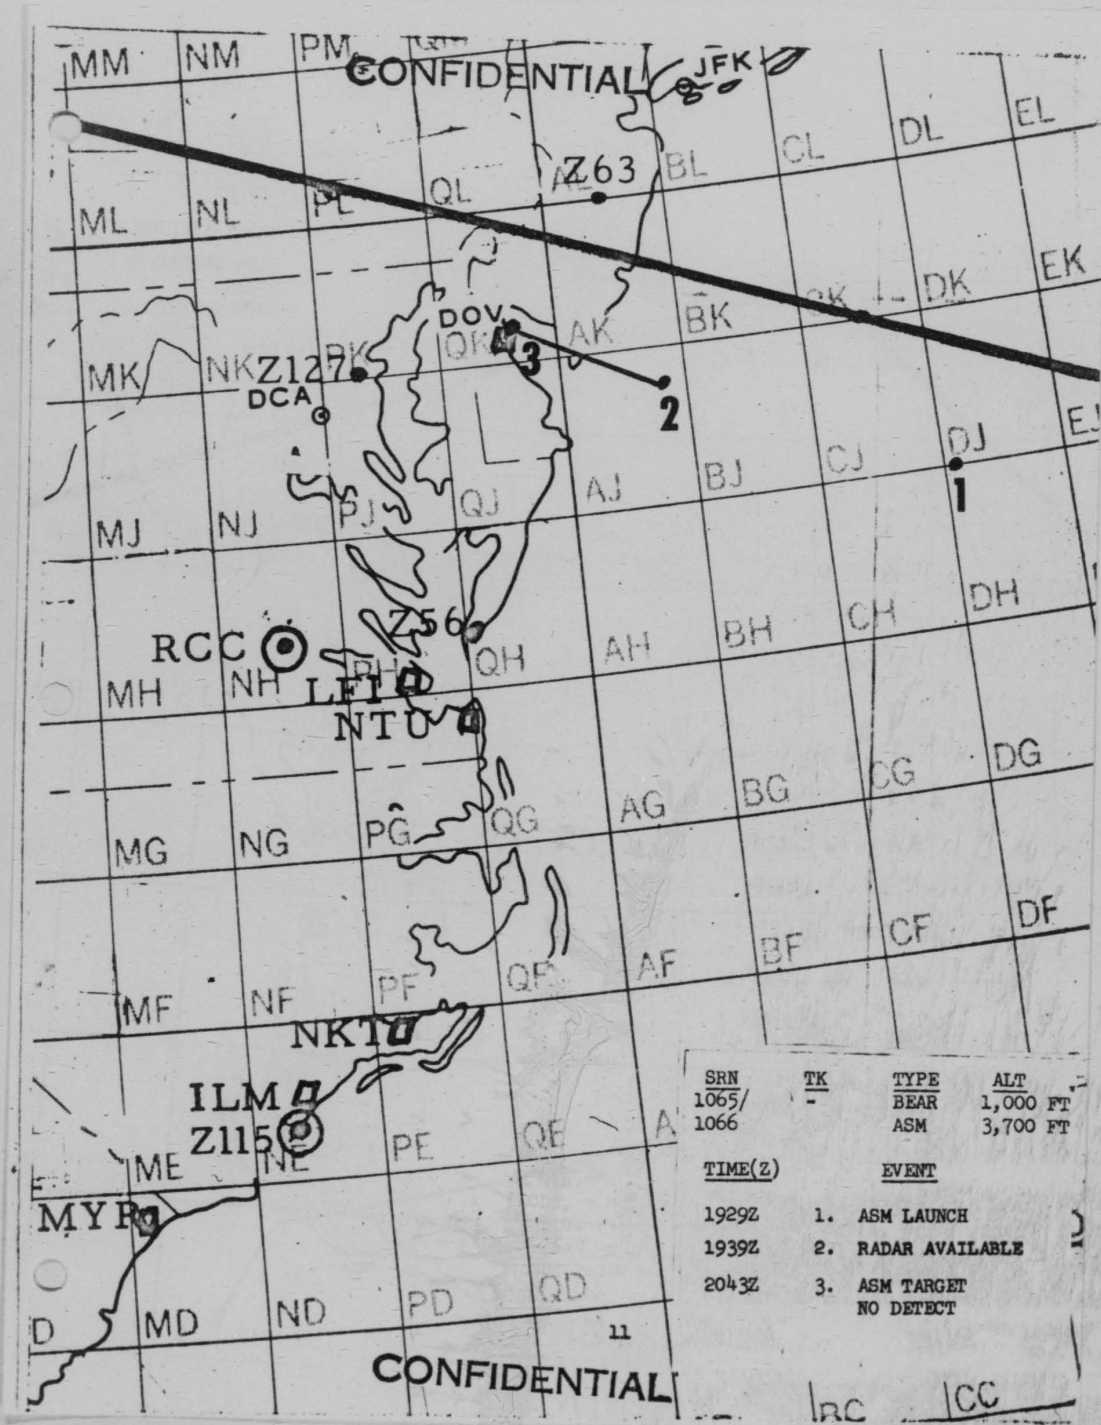 MM NM PM
CONFIDENTIAL
JFK
ML NL PL QL AL Z63 BL CL DL EL
DOV
MK NK Z127 PK QK AK BK CK DK EK
3
2
DCA
MJ NJ PJ QJ AJ BJ CJ DJ EJ
1
RCC
Z56
MH NH PH QH AH BH CH DH
LFI
NTU
MG NG PG QG AG BG CG DG
MF NF PF QF AF BF CF DF
NKT
ILM
Z115
ME NE PE QE A
MYR
D MD ND PD QD
SRN TK TYPE ALT
1065/ - BEAR 1,000 FT
1066 ASM 3,700 FT
TIME(Z) EVENT
1929Z 1. ASM LAUNCH
1939Z 2. RADAR AVAILABLE
2043Z 3. ASM TARGET
NO DETECT
11
CONFIDENTIAL
CC